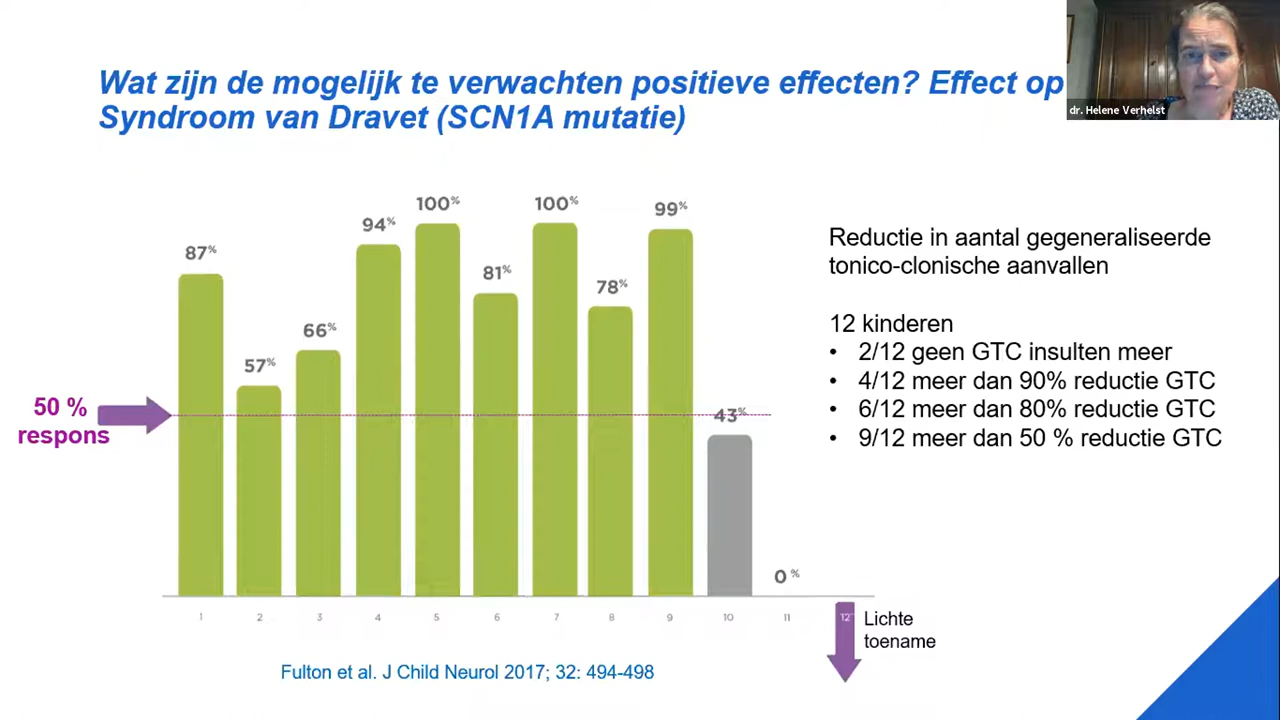 Wat zijn de mogelijk te verwachten positieve effecten? Effect op
Syndroom van Dravet (SCN1A mutatie)
dr. Helene Verhelst
87%
57%
66%
94%
100%
81%
100%
78%
99%
43%
0 %
50 %
respons
1
2
3
4
5
6
7
8
9
10
11
12
Lichte
toename
Reductie in aantal gegeneraliseerde
tonico-clonische aanvallen
12 kinderen
• 2/12 geen GTC insulten meer
• 4/12 meer dan 90% reductie GTC
• 6/12 meer dan 80% reductie GTC
• 9/12 meer dan 50 % reductie GTC
Fulton et al. J Child Neurol 2017; 32: 494-498